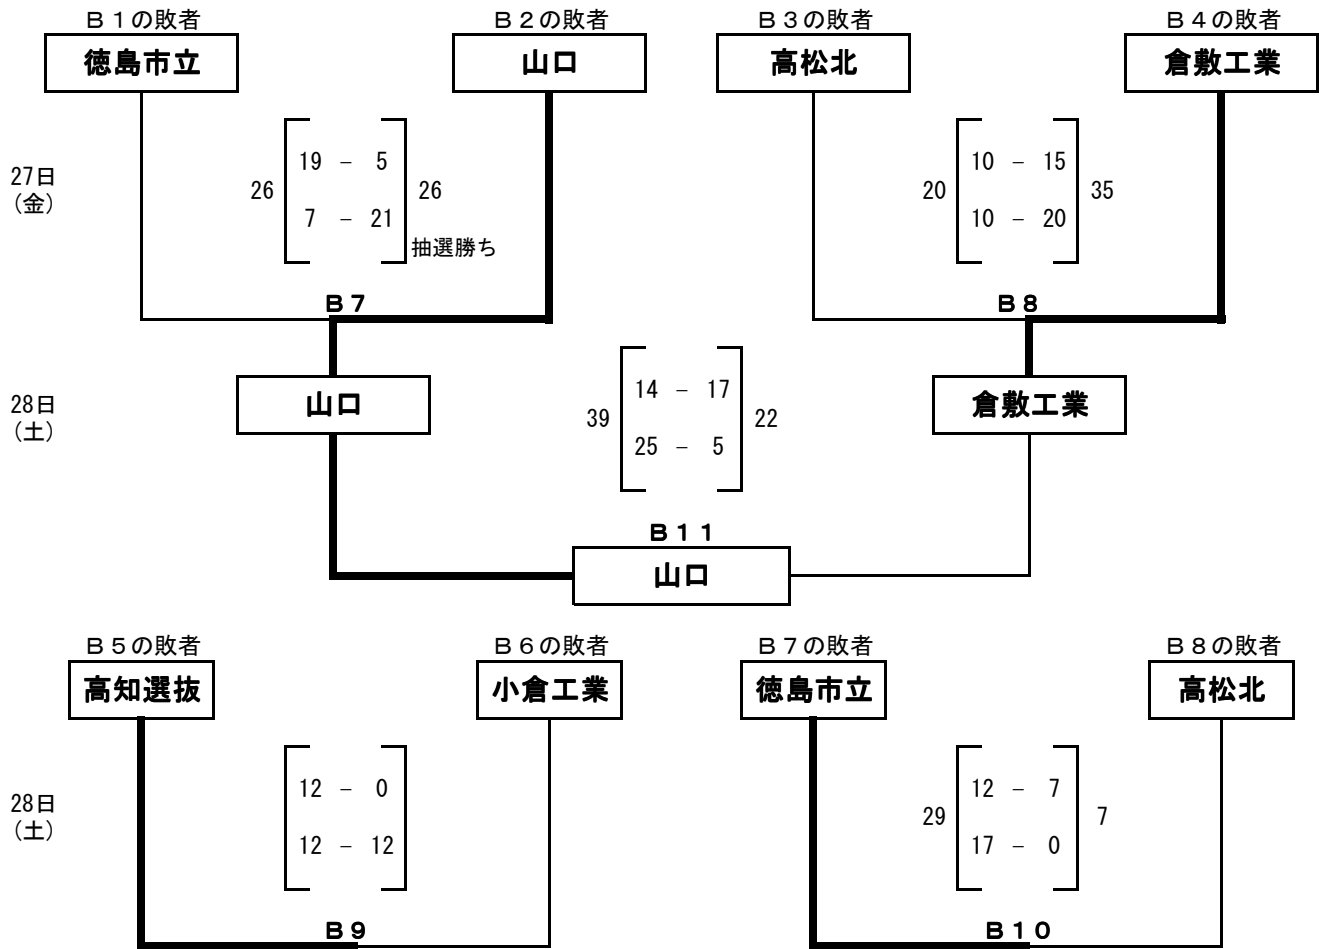 Ｂ１の敗者 Ｂ２の敗者 Ｂ３の敗者 Ｂ４の敗者
徳島市立 山口 高松北 倉敷工業
19 － 5 10 － 15
27日
（金）
26 26 20 35
7 － 21 10 － 20
抽選勝ち
Ｂ７ Ｂ８
14 － 17
28日
（土）
山口 39 22 倉敷工業
25 － 5
Ｂ１１
山口
Ｂ５の敗者 Ｂ６の敗者 Ｂ７の敗者 Ｂ８の敗者
高知選抜 小倉工業 徳島市立 高松北
12 － 0 12 － 7
28日
（土）
29 7
12 － 12 17 － 0
Ｂ９ Ｂ１０